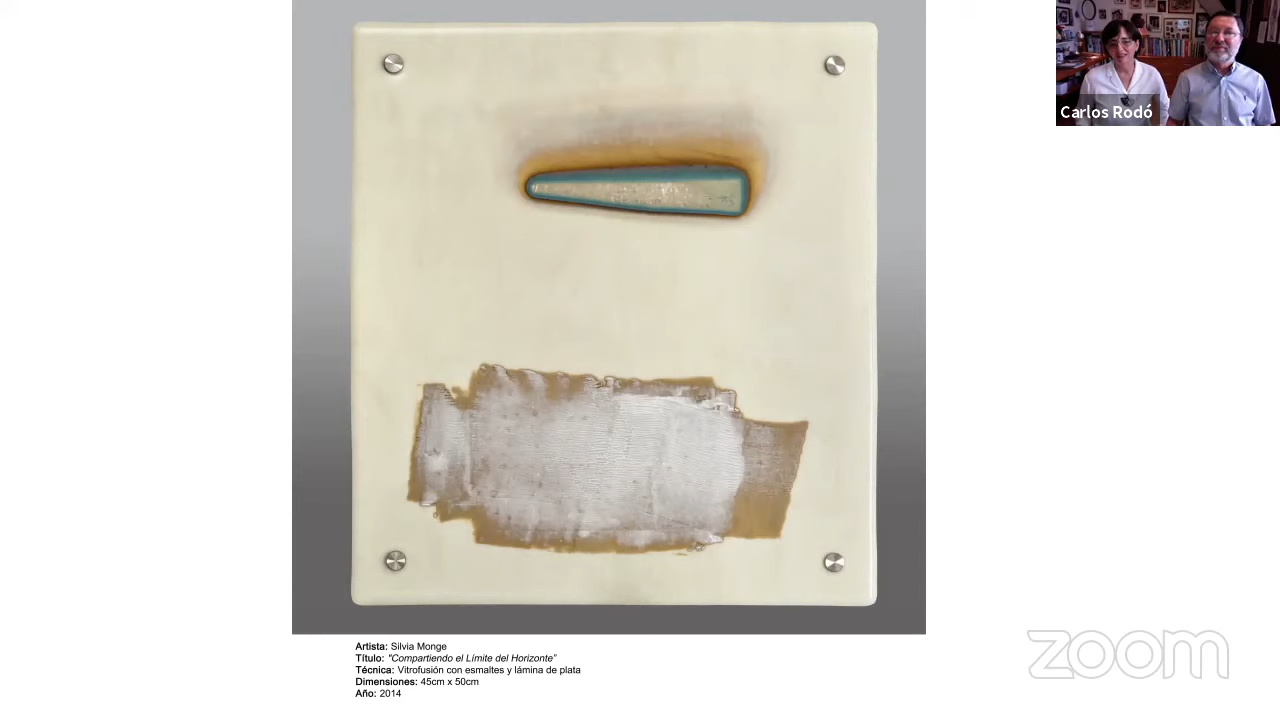 Carlos Rodó
Artista: Silvia Monge
Título: "Compartiendo el Límite del Horizonte"
Técnica: Vitrofusión con esmaltes y lámina de plata
Dimensiones: 45cm x 50cm
Año: 2014
zoom